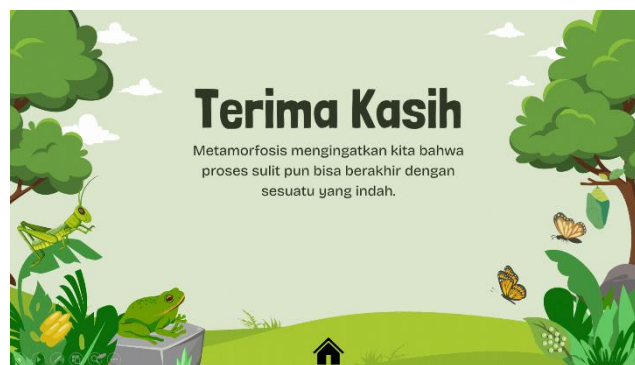 Terima Kasih
Metamorfosis mengingatkan kita bahwa
proses sulit pun bisa berakhir dengan
sesuatu yang indah.